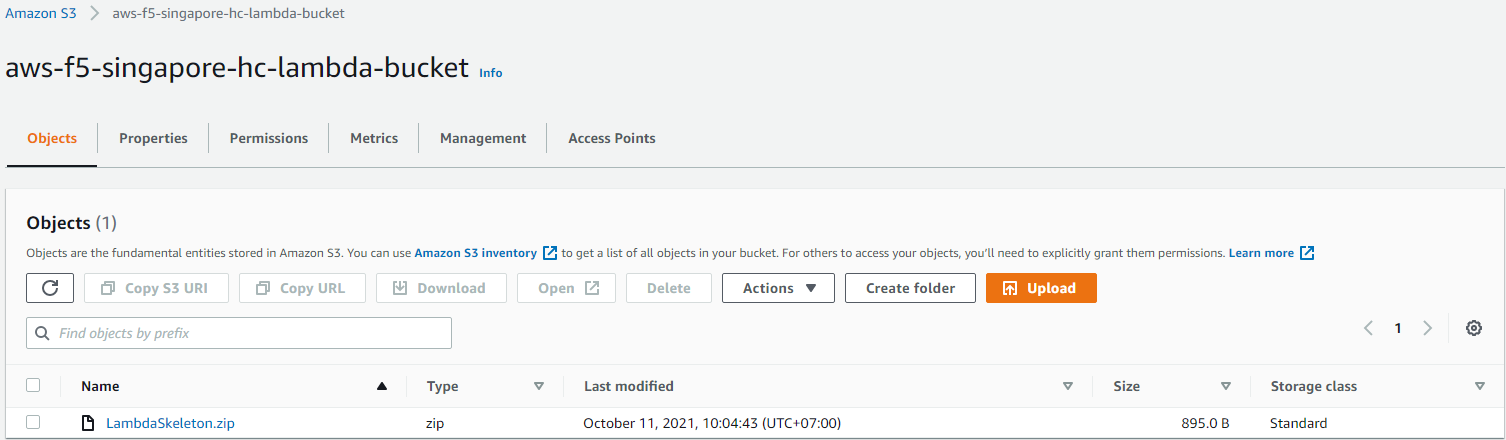 Amazon S3 > aws-f5-singapore-hc-lambda-bucket
aws-f5-singapore-hc-lambda-bucket Info
Objects Properties Permissions Metrics Management Access Points
Objects (1)
Objects are the fundamental entities stored in Amazon S3. You can use Amazon S3 inventory to get a list of all objects in your bucket. For others to access your objects, you’ll need to explicitly grant them permissions. Learn more
Copy S3 URI Copy URL Download Open Delete Actions Create folder Upload
Find objects by prefix 1
Name Type Last modified Size Storage class
LambdaSkeleton.zip zip October 11, 2021, 10:04:43 (UTC+07:00) 895.0 B Standard